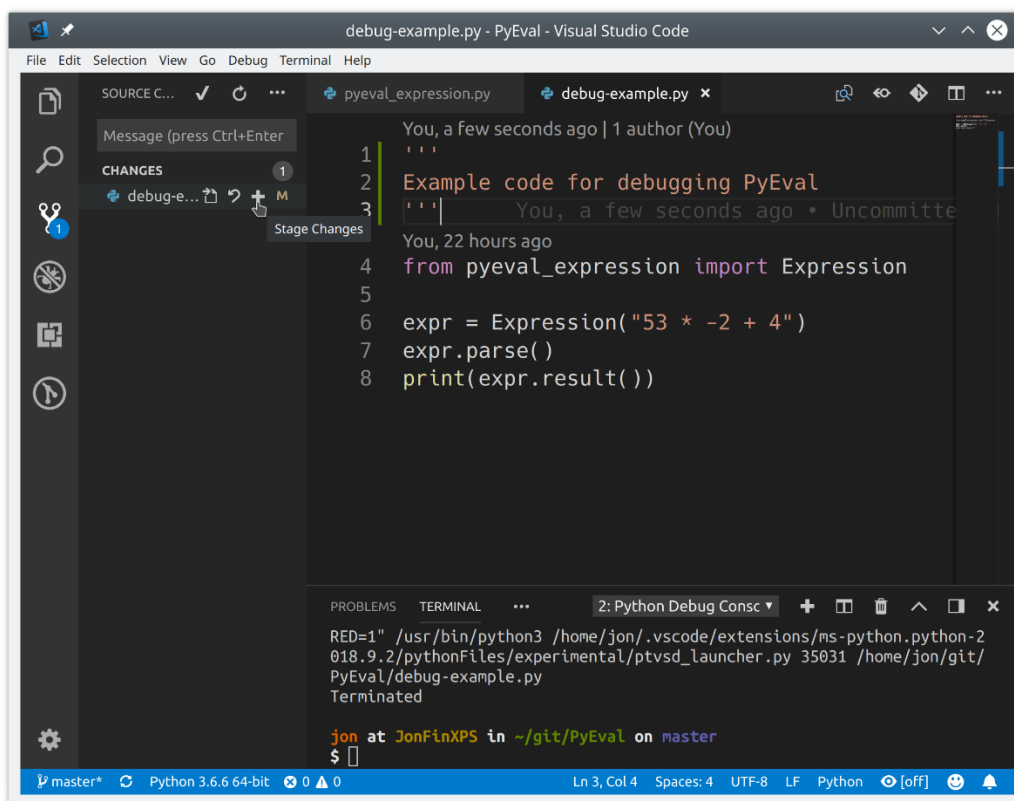 debug-example.py - PyEval - Visual Studio Code
File Edit Selection View Go Debug Terminal Help
SOURCE C...
pyeval_expression.py debug-example.py
Message (press Ctrl+Enter
CHANGES 1
debug-e... M
Stage Changes
1
You, a few seconds ago | 1 author (You)
1 '''
2 Example code for debugging PyEval
3 ''' You, a few seconds ago • Uncommitte
You, 22 hours ago
4 from pyeval_expression import Expression
5
6 expr = Expression("53 * -2 + 4")
7 expr.parse()
8 print(expr.result())
PROBLEMS TERMINAL ... 2: Python Debug Consc
RED=1" /usr/bin/python3 /home/jon/.vscode/extensions/ms-python.python-2
018.9.2/pythonFiles/experimental/ptvsd_launcher.py 35031 /home/jon/git/
PyEval/debug-example.py
Terminated
jon at JonFinXPS in ~/git/PyEval on master
$
master* Python 3.6.6 64-bit 0 0 Ln 3, Col 4 Spaces: 4 UTF-8 LF Python [off]